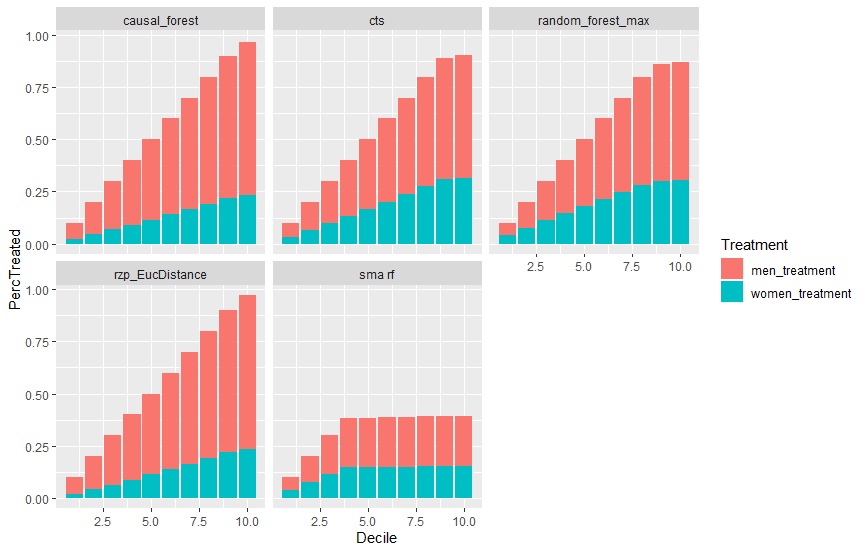 causal_forest
cts
random_forest_max
1.00
0.75
0.50
0.25
0.00
2.5 5.0 7.5 10.0
rzp_EucDistance
sma rf
1.00
0.75
0.50
0.25
0.00
2.5 5.0 7.5 10.0
2.5 5.0 7.5 10.0
PercTreated
Decile
Treatment
men_treatment
women_treatment